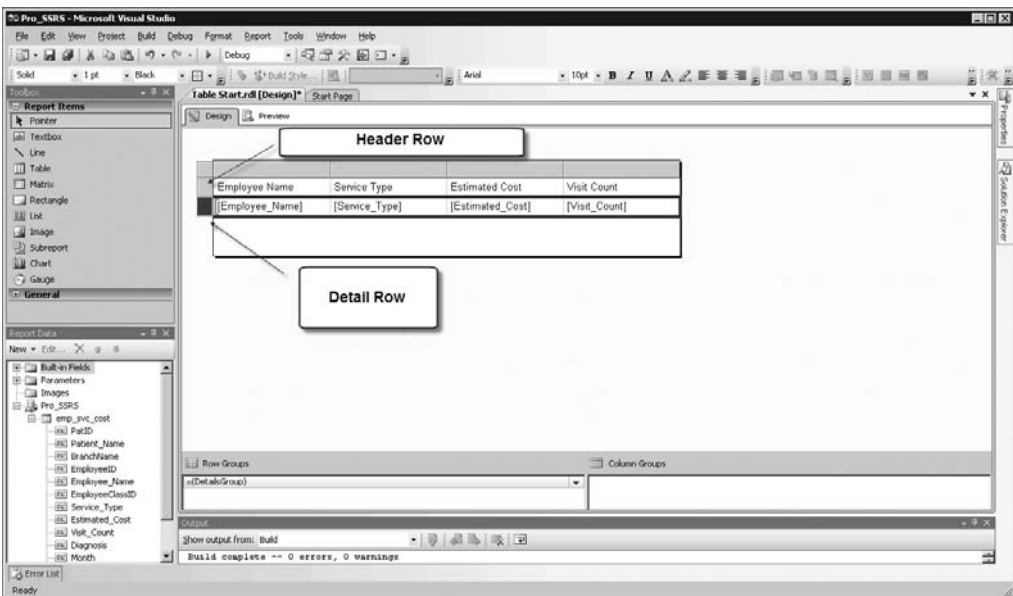 Pro_SSRS - Microsoft Visual Studio
File Edit View Project Build Debug Format Report Tools Window Help
Debug
Solid 1 pt Black Build Style... Arial 10pt B I U A
Toolbox
Table Start.rdl [Design]* Start Page
Report Items
Pointer
Textbox
Line
Table
Matrix
Rectangle
List
Image
Subreport
Chart
Gauge
General
Design Preview
Header Row
Employee Name Service Type Estimated Cost Visit Count
[Employee_Name] [Service_Type] [Estimated_Cost] [Visit_Count]
Detail Row
Properties
Solution Explorer
Report Data
New Edit...
Built-in Fields
Parameters
Images
Pro_SSRS
emp_svc_cost
PatID
Patient_Name
BranchName
EmployeeID
Employee_Name
EmployeeClassID
Service_Type
Estimated_Cost
Visit_Count
Diagnosis
Month
Row Groups Column Groups
(DetailsGroup)
Output
Show output from: Build
Build complete -- 0 errors, 0 warnings
Error List
Ready